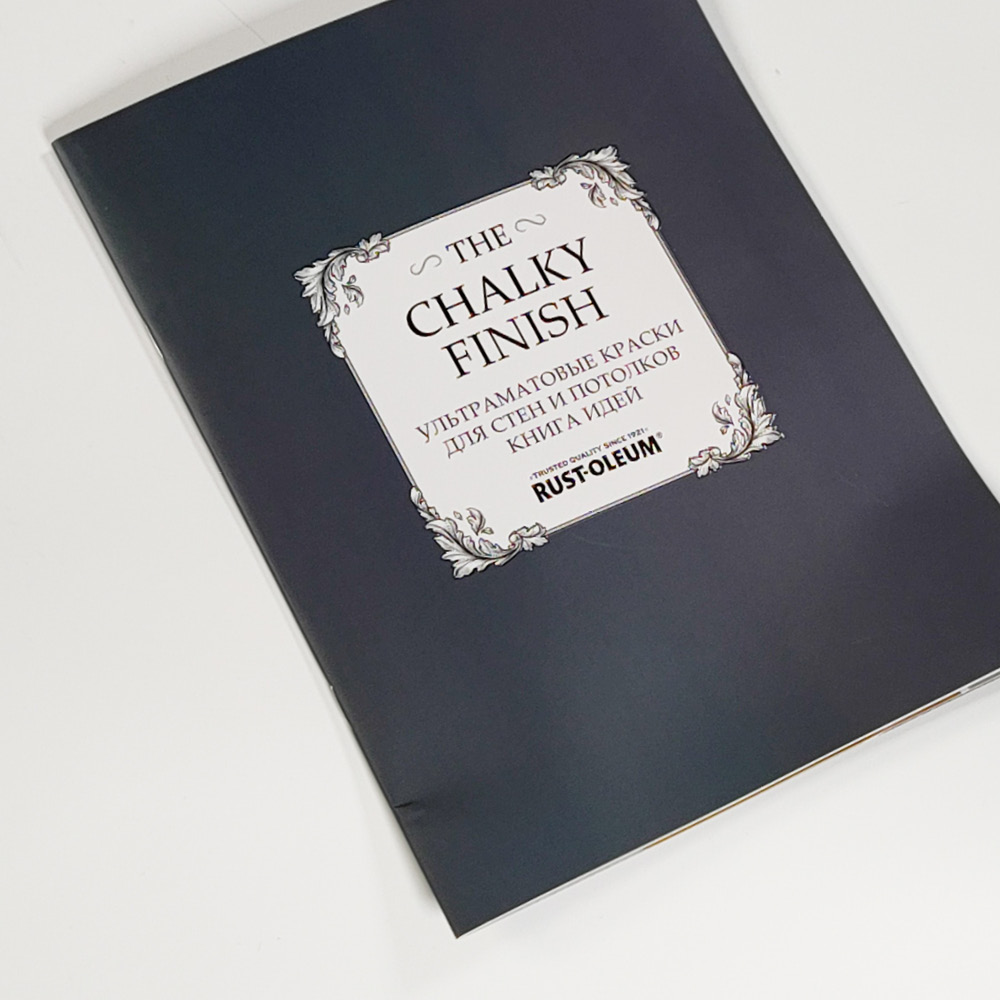 THE
CHALKY
FINISH
УЛЬТРАМАТОВЫЕ КРАСКИ
ДЛЯ СТЕН И ПОТОЛКОВ
КНИГА ИДЕЙ
•TRUSTED QUALITY SINCE 1921•
RUST-OLEUM®